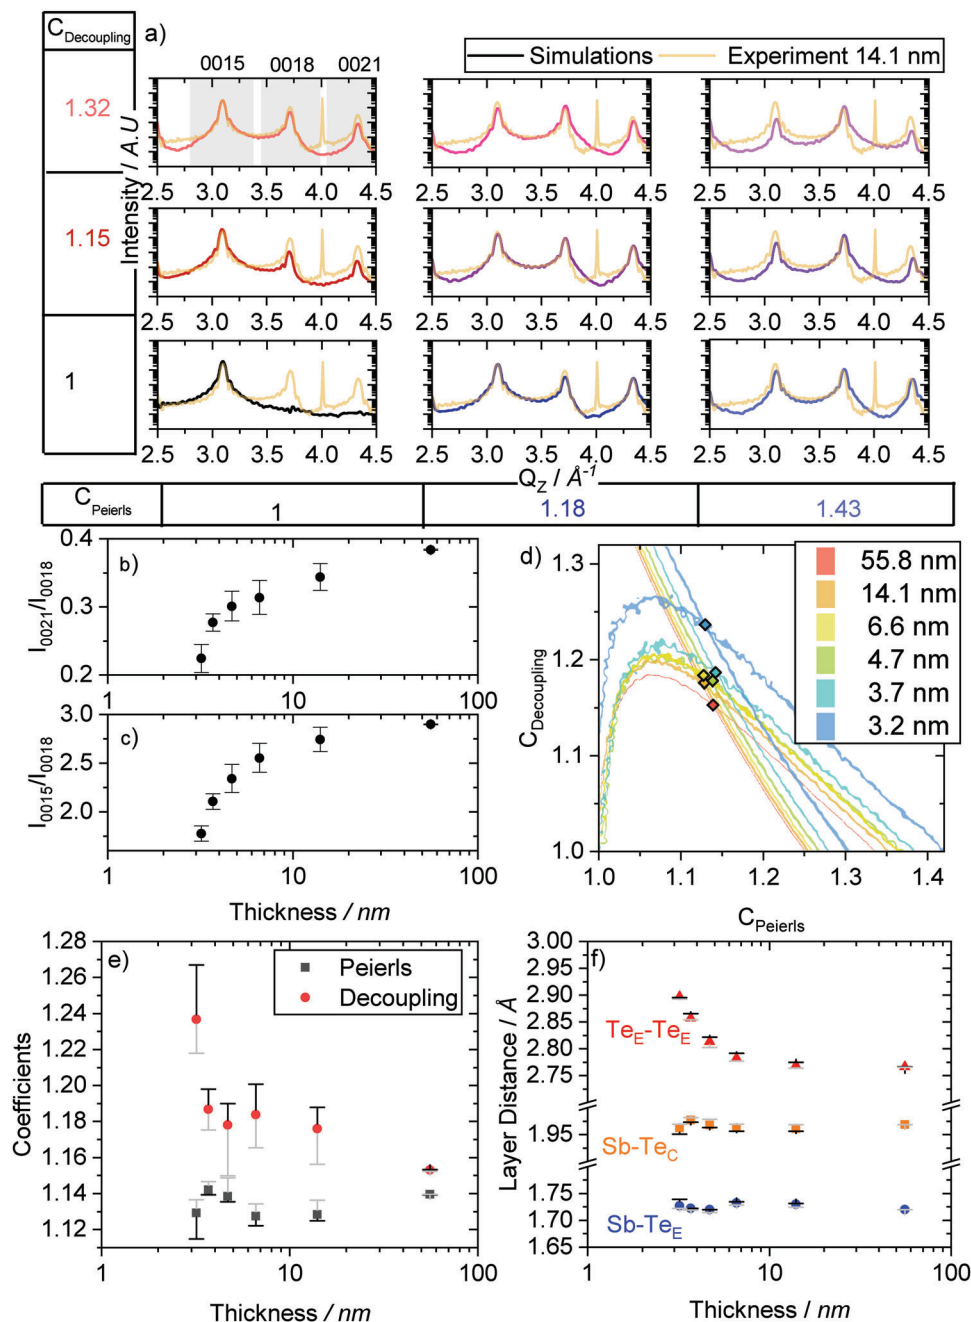 C_Decoupling
a)
Simulations Experiment 14.1 nm
0015 0018 0021
1.32
1.15
1
Intensity / A.U
2.5 3.0 3.5 4.0 4.5 2.5 3.0 3.5 4.0 4.5 2.5 3.0 3.5 4.0 4.5
2.5 3.0 3.5 4.0 4.5 2.5 3.0 3.5 4.0 4.5 2.5 3.0 3.5 4.0 4.5
2.5 3.0 3.5 4.0 4.5 2.5 3.0 3.5 4.0 4.5 2.5 3.0 3.5 4.0 4.5
Q_Z / Å^-1
C_Peierls 1 1.18 1.43
b)
I_0021/I_0018
0.4
0.3
0.2
1 10 100
c)
I_0015/I_0018
3.0
2.5
2.0
1 10 100
Thickness / nm
d)
C_Decoupling
1.3
1.2
1.1
1.0
1.0 1.1 1.2 1.3 1.4
C_Peierls
55.8 nm
14.1 nm
6.6 nm
4.7 nm
3.7 nm
3.2 nm
e)
Peierls
Decoupling
Coefficients
1.28
1.26
1.24
1.22
1.20
1.18
1.16
1.14
1.12
1 10 100
Thickness / nm
f)
Layer Distance / Å
3.00
2.95
2.90
2.85
2.80
2.75
1.95
1.75
1.70
1.65
Te_E-Te_E
Sb-Te_C
Sb-Te_E
1 10 100
Thickness / nm